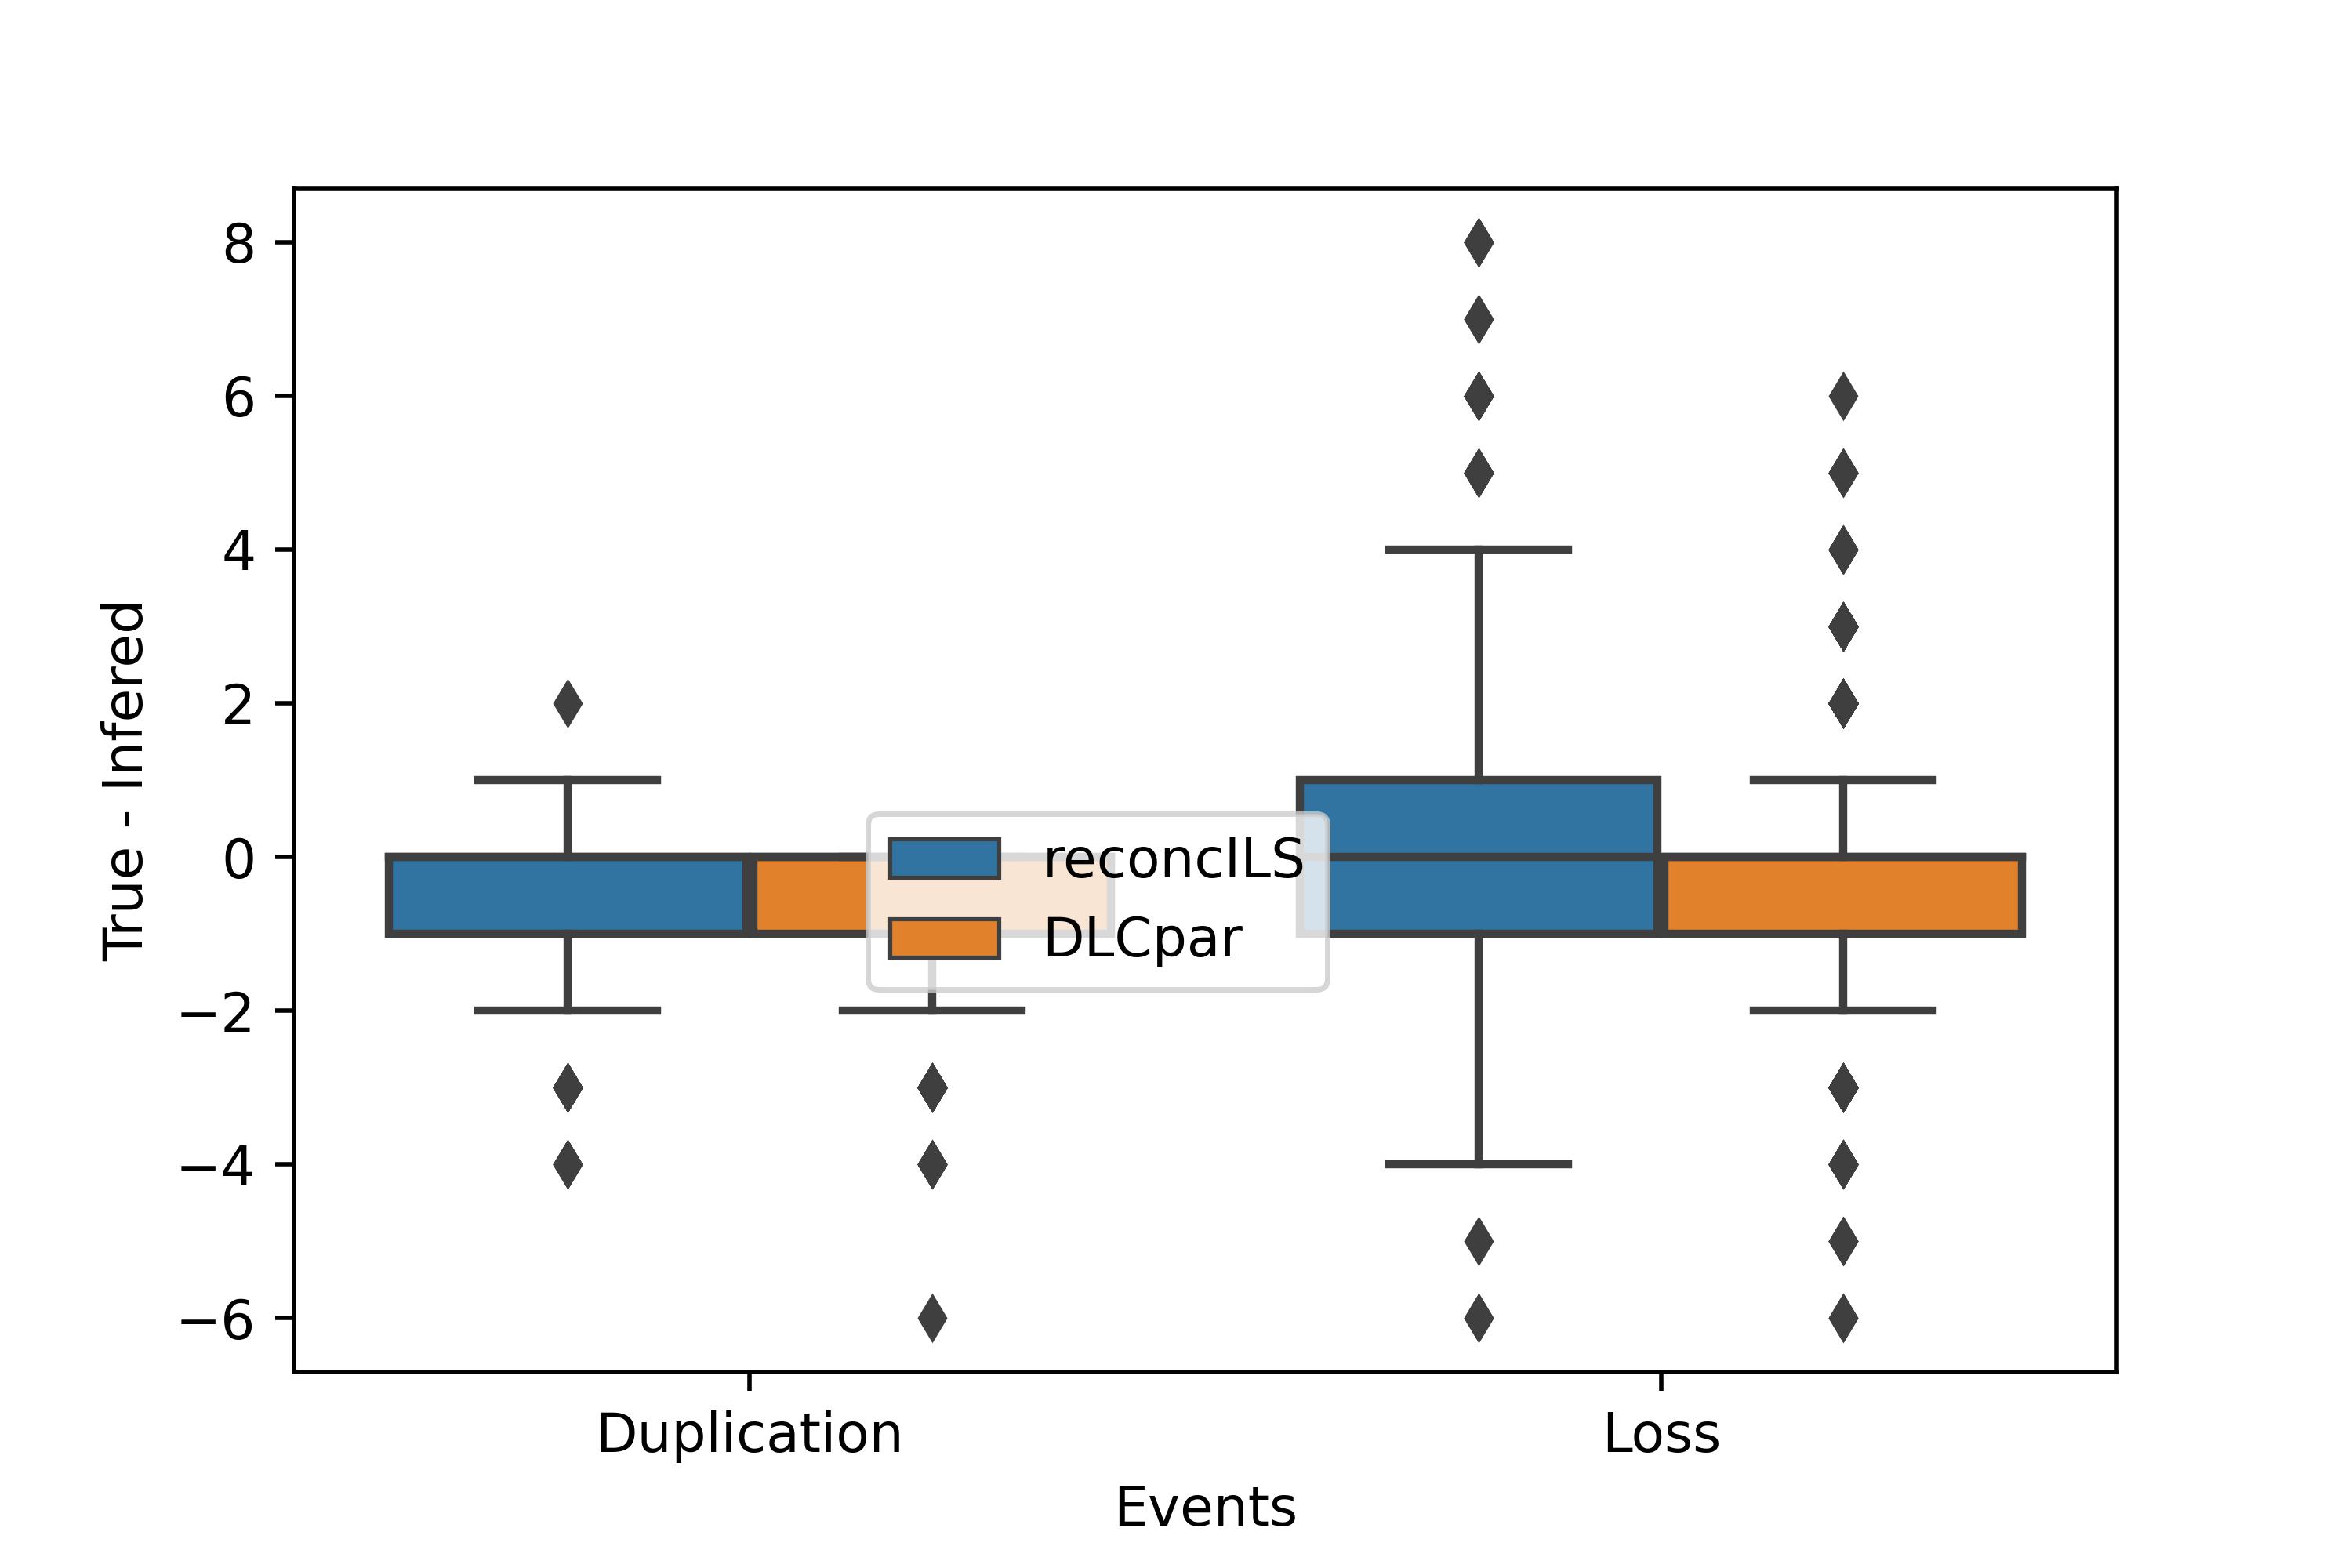 8
6
4
2
0
−2
−4
−6
True - Infered
reconcILS
DLCpar
Duplication
Loss
Events